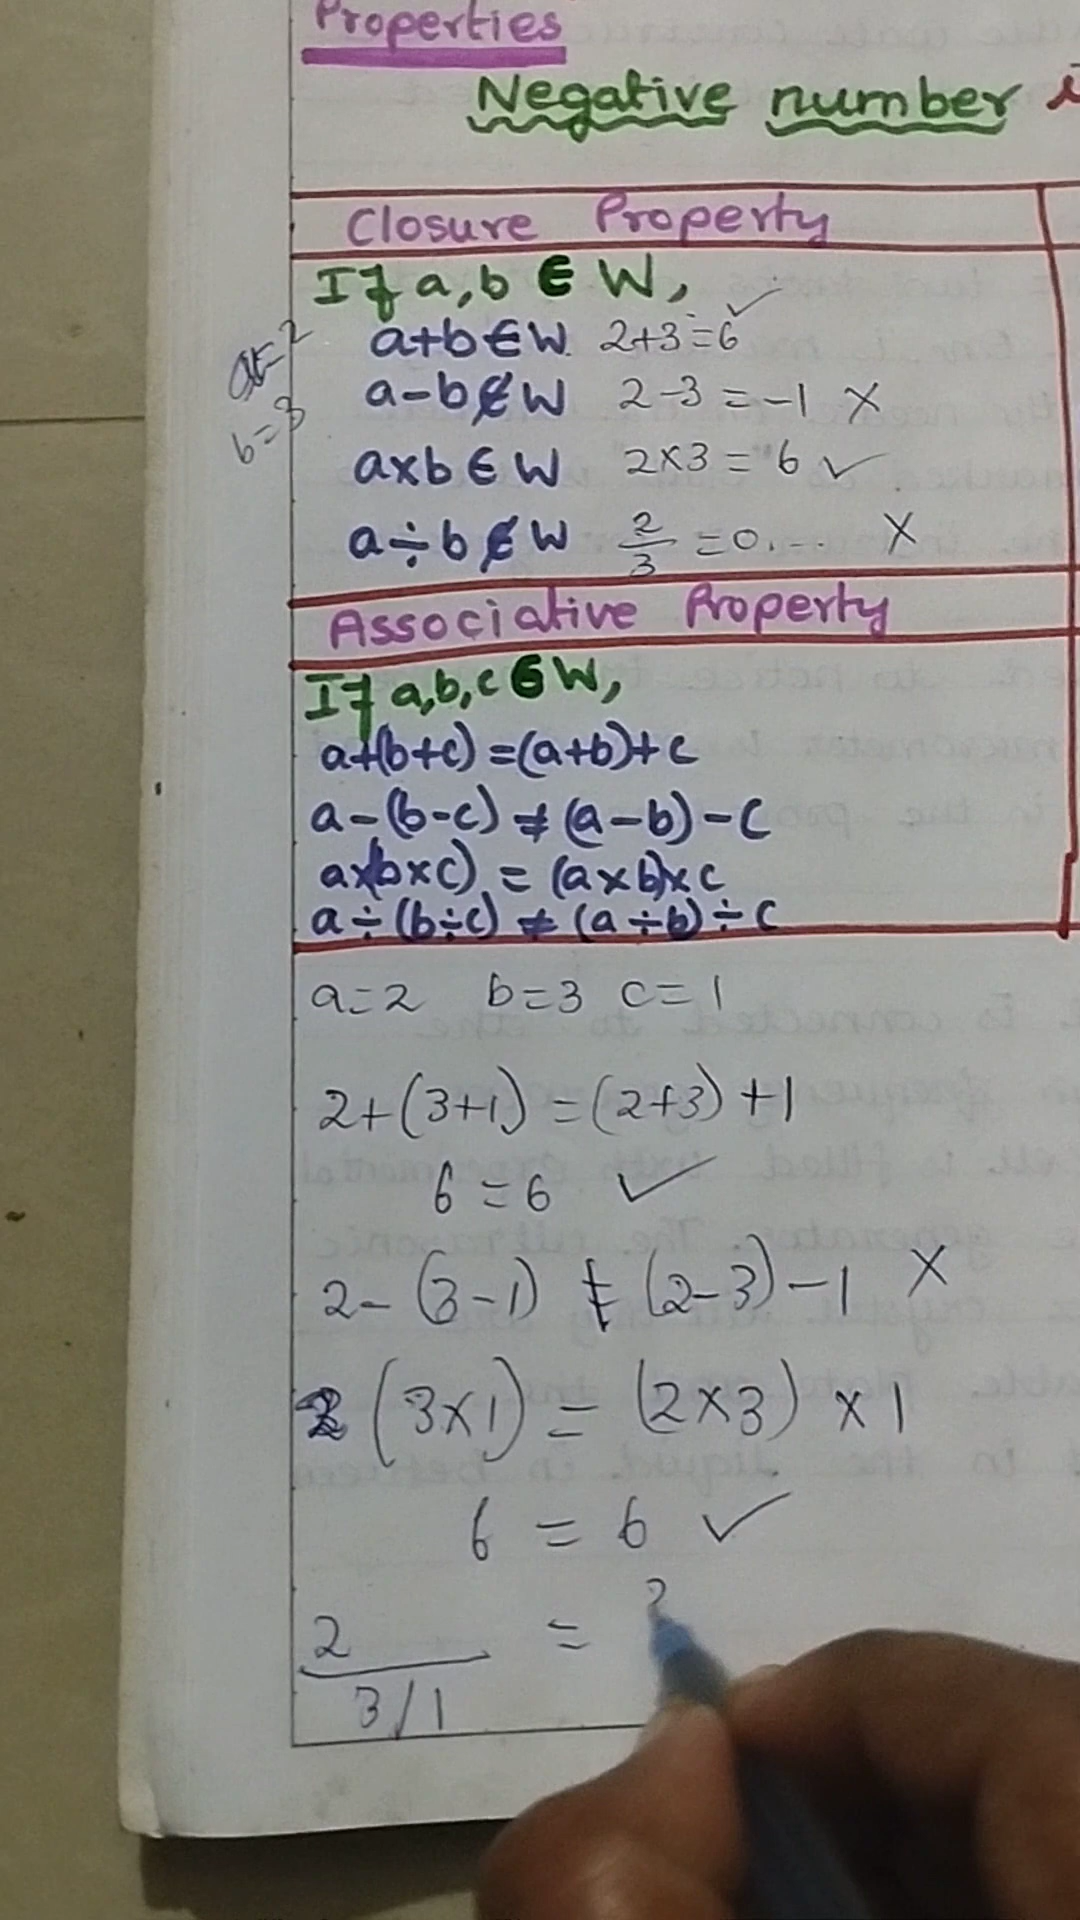 Properties
Negative number
Closure Property
If a, b ∈ W,
a+b ∈ W 2+3=6 ✓
a=2
a-b ∉ W 2-3 = -1 X
b=3
a×b ∈ W 2×3 = 6 ✓
a÷b ∉ W 2/3 = 0.... X
Associative Property
If a,b,c ∈ W,
a+(b+c) = (a+b)+c
a-(b-c) ≠ (a-b)-c
a×(b×c) = (a×b)×c
a÷(b÷c) ≠ (a÷b)÷c
a=2 b=3 c=1
2+(3+1) = (2+3)+1
6 = 6 ✓
2-(3-1) ≠ (2-3)-1 X
2(3×1) = (2×3)×1
6 = 6 ✓
2 =
3/1